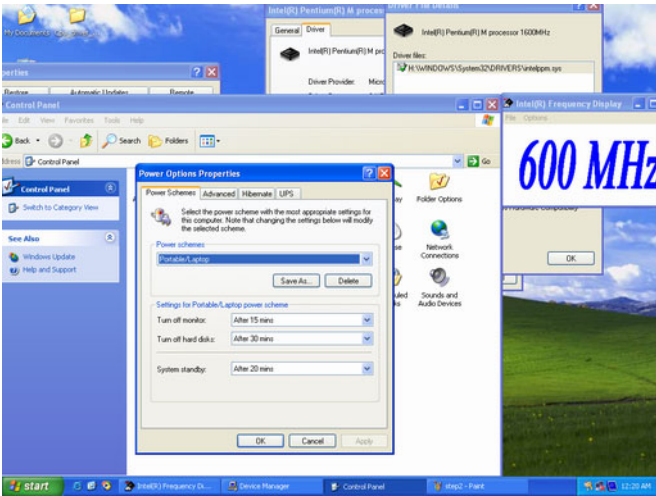 My Documents
Intel(R) Pentium(R) M process
Driver File Details
General Driver
Intel(R) Pentium(R) M processor 1600MHz
Intel(R) Pentium(R) M pr
Driver files:
H:\WINDOWS\System32\DRIVERS\intelppm.sys
Driver Provider: Micro
perties
Restore Automatic Updates Remote
Control Panel
Edit View Favorites Tools Help
Back Search Folders
Control Panel Go
Intel(R) Frequency Display ...
File Options
600 MHz
Control Panel
Switch to Category View
See Also
Windows Update
Help and Support
Power Options Properties
Power Schemes Advanced Hibernate UPS
Select the power scheme with the most appropriate settings for
this computer. Note that changing the settings below will modify
the selected scheme.
Power schemes
Portable/Laptop
Save As... Delete
Settings for Portable/Laptop power scheme
Turn off monitor: After 15 mins
Turn off hard disks: After 30 mins
System standby: After 20 mins
OK Cancel Apply
Folder Options
Network
Connections
Sounds and
Audio Devices
OK
start
Intel(R) Frequency Di...
Device Manager
Control Panel
step2 - Paint
12:20 AM